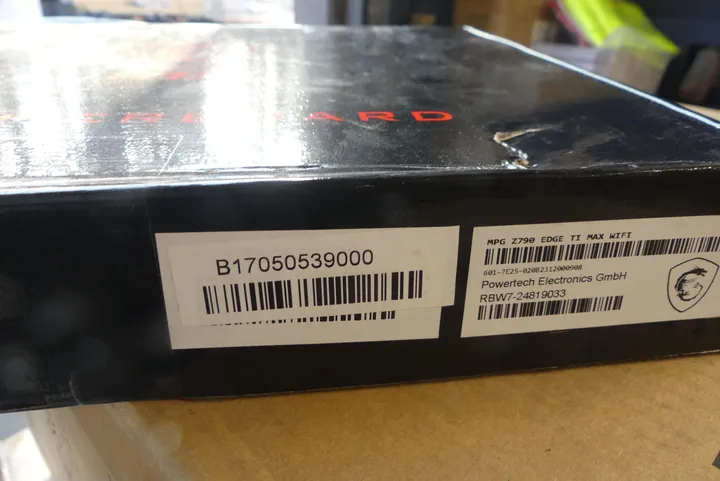 B17050539000
MPG Z790 EDGE TI MAX WIFI
601-7E25-020B2312000908
Powertech Electronics GmbH
RBW7-24819033